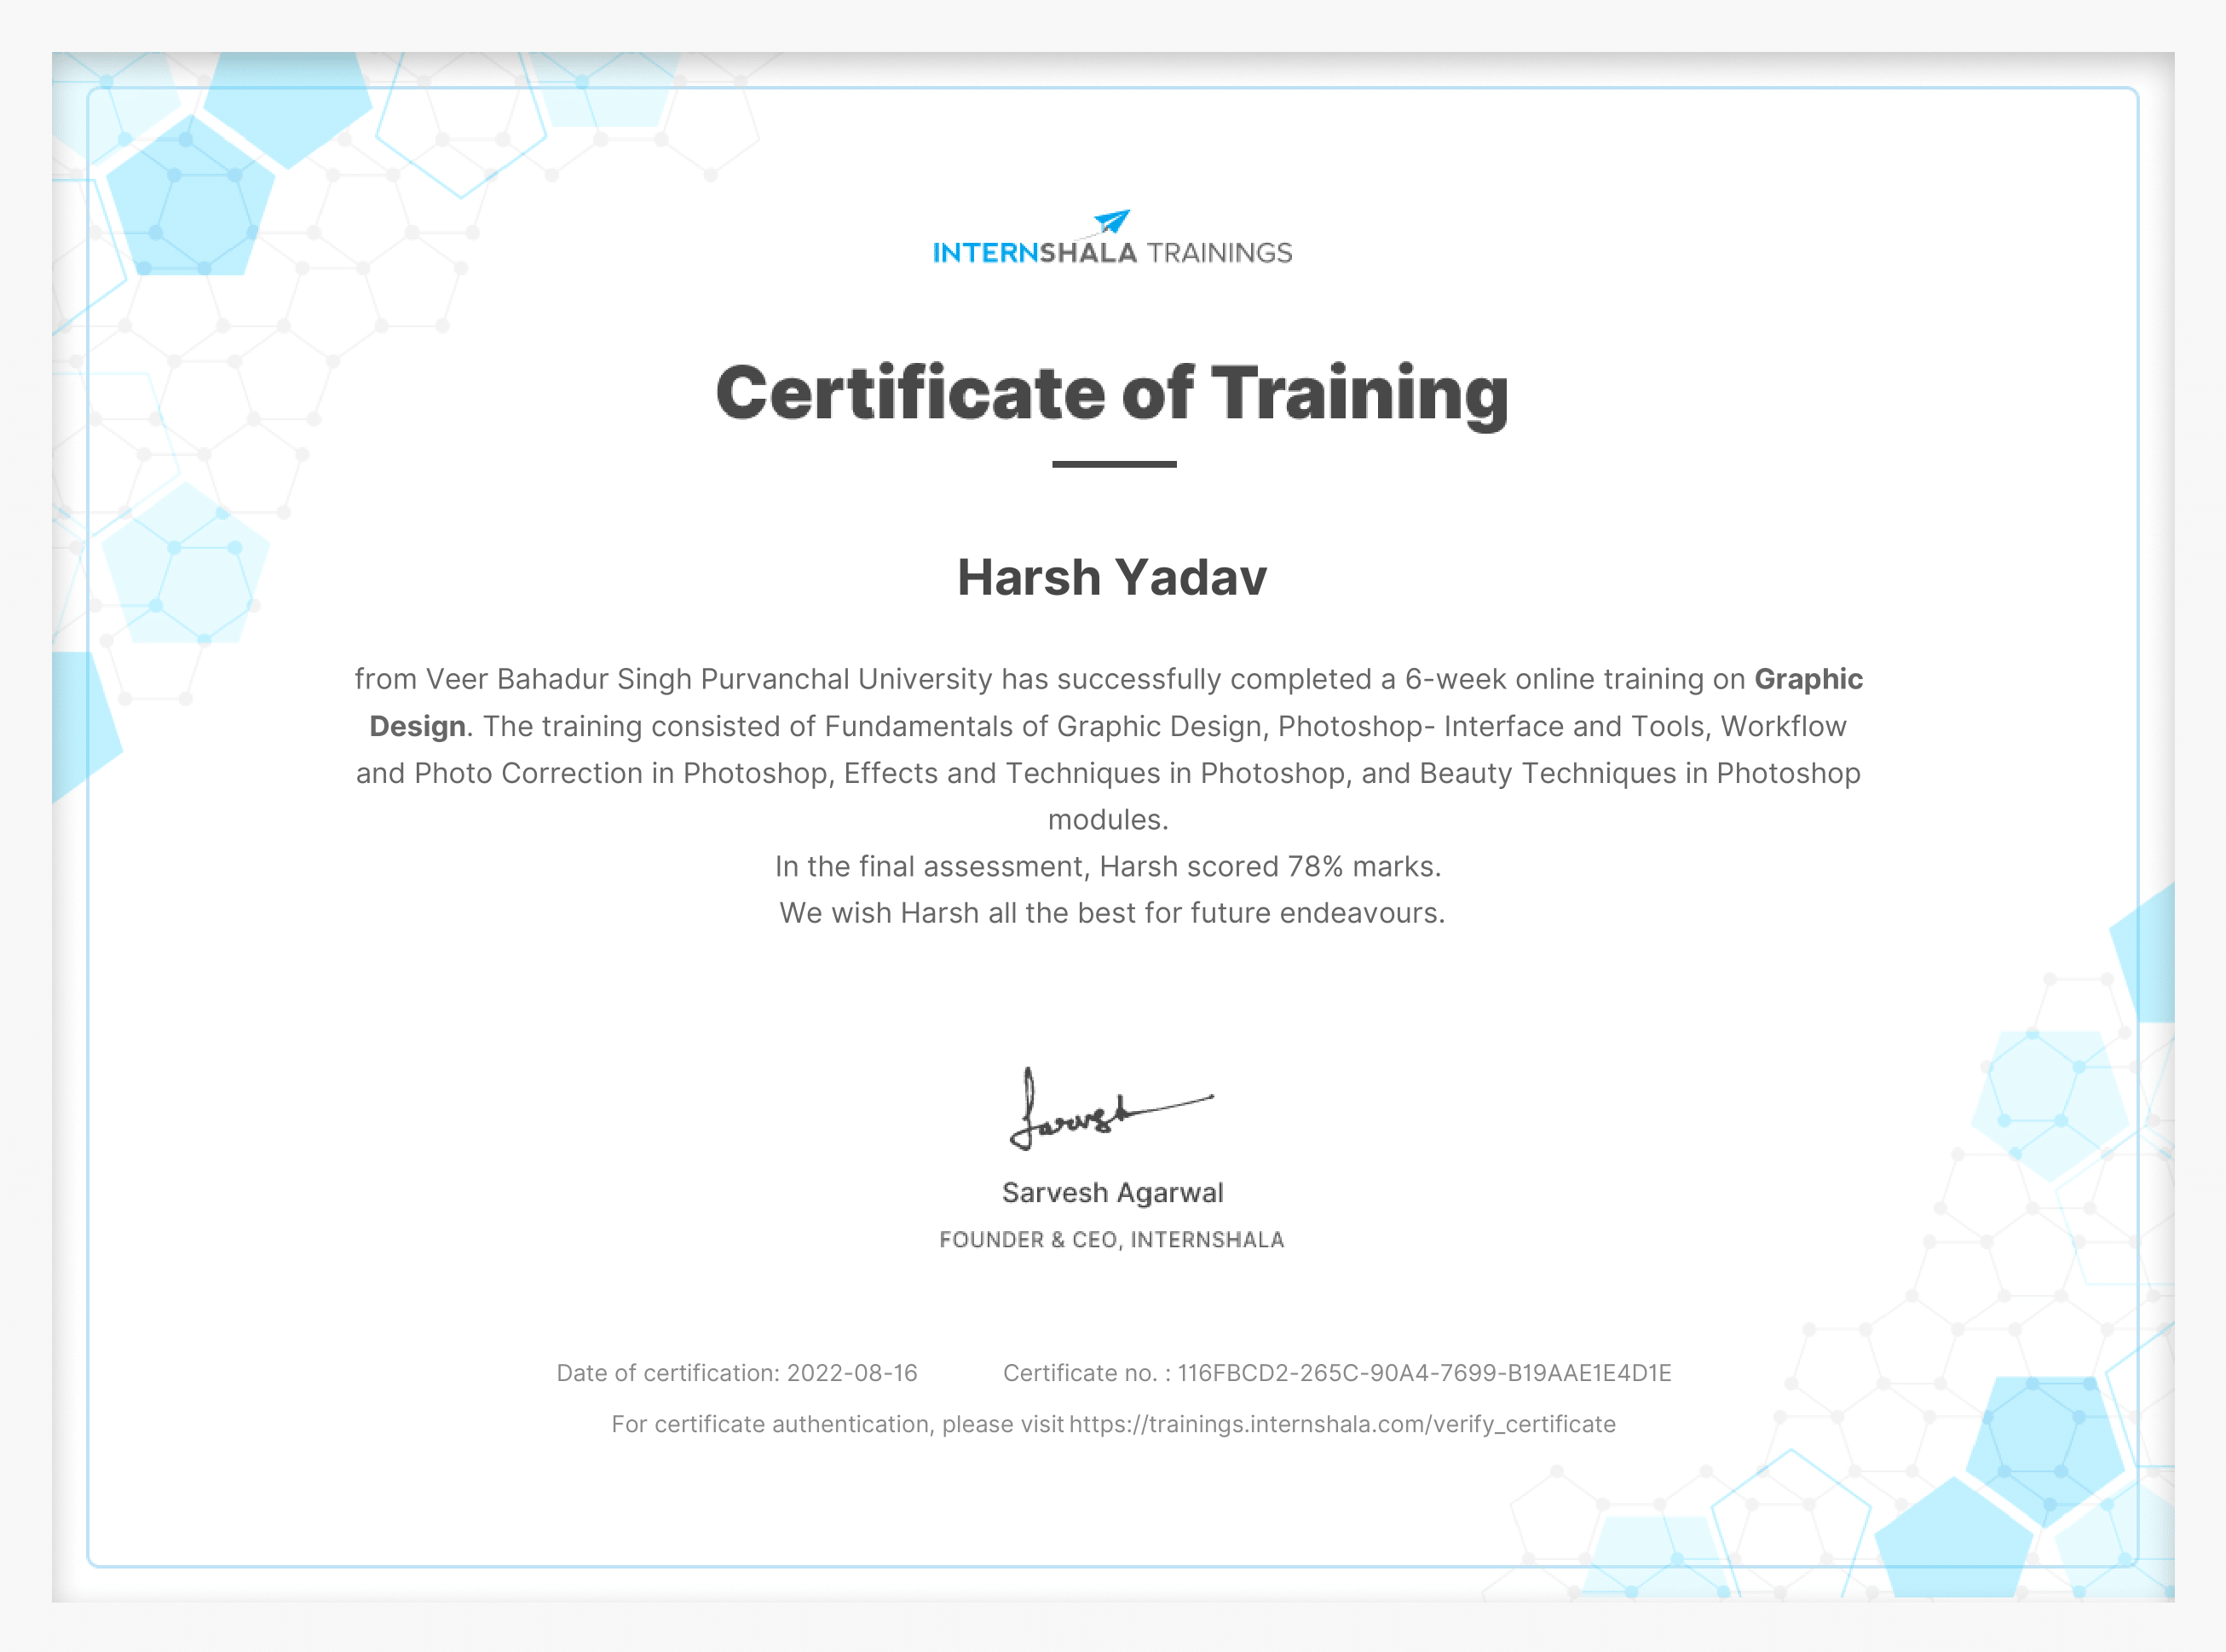 INTERNSHALA TRAININGS
Certificate of Training
Harsh Yadav
from Veer Bahadur Singh Purvanchal University has successfully completed a 6-week online training on Graphic
Design. The training consisted of Fundamentals of Graphic Design, Photoshop- Interface and Tools, Workflow
and Photo Correction in Photoshop, Effects and Techniques in Photoshop, and Beauty Techniques in Photoshop
modules.
In the final assessment, Harsh scored 78% marks.
We wish Harsh all the best for future endeavours.
Sarvesh
Sarvesh Agarwal
FOUNDER & CEO, INTERNSHALA
Date of certification: 2022-08-16 Certificate no. : 116FBCD2-265C-90A4-7699-B19AAE1E4D1E
For certificate authentication, please visit https://trainings.internshala.com/verify_certificate